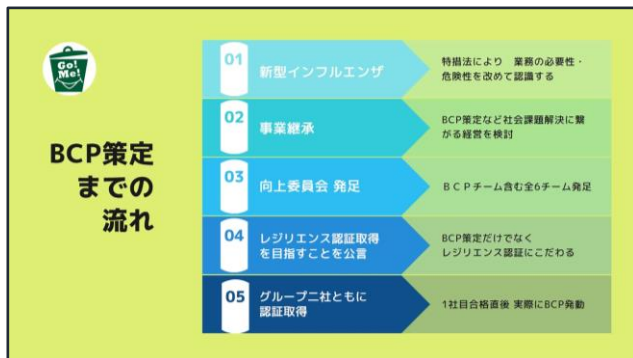 Go!
Me!
BCP策定
までの
流れ
01
新型インフルエンザ
特措法により 業務の必要性・
危険性を改めて認識する
02
事業継承
BCP策定など社会課題解決に繋
がる経営を検討
03
向上委員会 発足
ＢＣＰチーム含む全6チーム発足
04
レジリエンス認証取得
を目指すことを公言
BCP策定だけでなく
レジリエンス認証にこだわる
05
グループ二社ともに
認証取得
1社目合格直後 実際にBCP発動